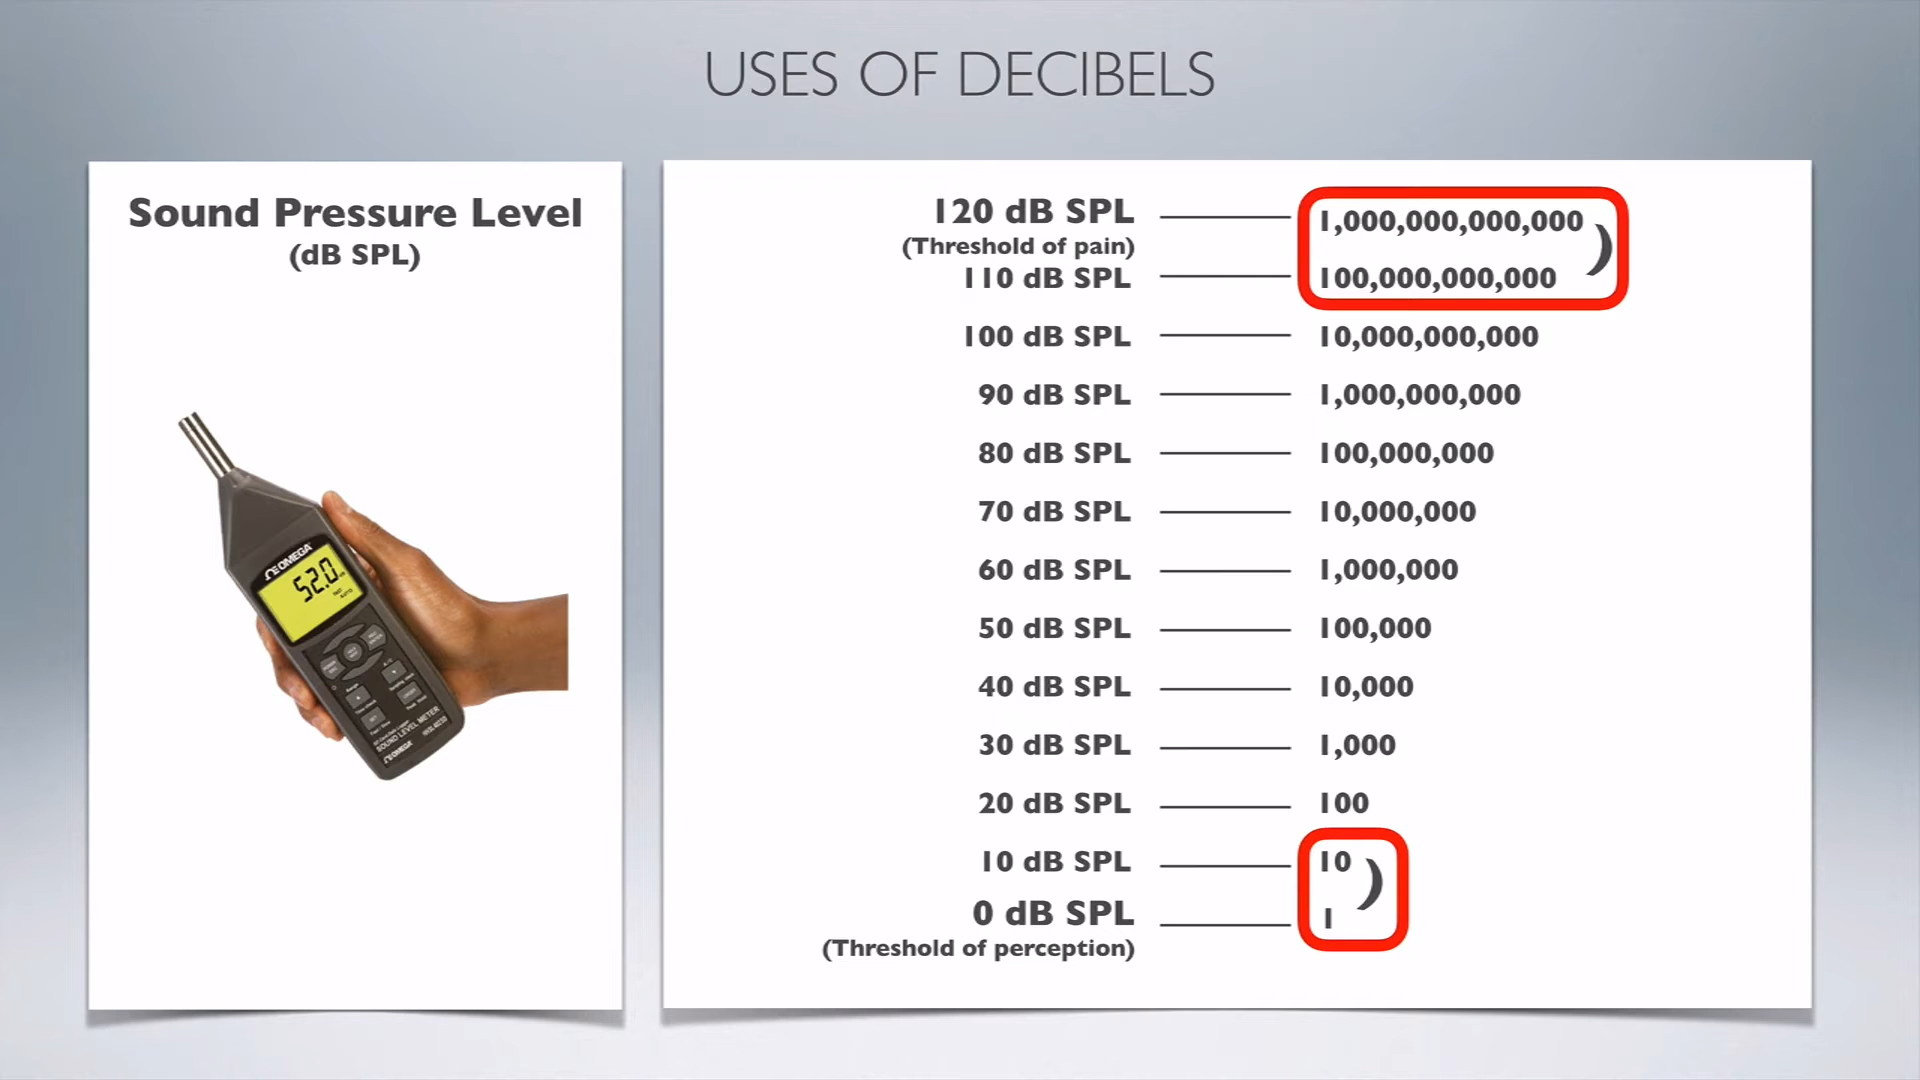 USES OF DECIBELS
Sound Pressure Level
(dB SPL)
OMEGA
52.0
SOUND LEVEL METER
OMEGA
120 dB SPL 1,000,000,000,000
(Threshold of pain)
110 dB SPL 100,000,000,000
100 dB SPL 10,000,000,000
90 dB SPL 1,000,000,000
80 dB SPL 100,000,000
70 dB SPL 10,000,000
60 dB SPL 1,000,000
50 dB SPL 100,000
40 dB SPL 10,000
30 dB SPL 1,000
20 dB SPL 100
10 dB SPL 10
0 dB SPL 1
(Threshold of perception)